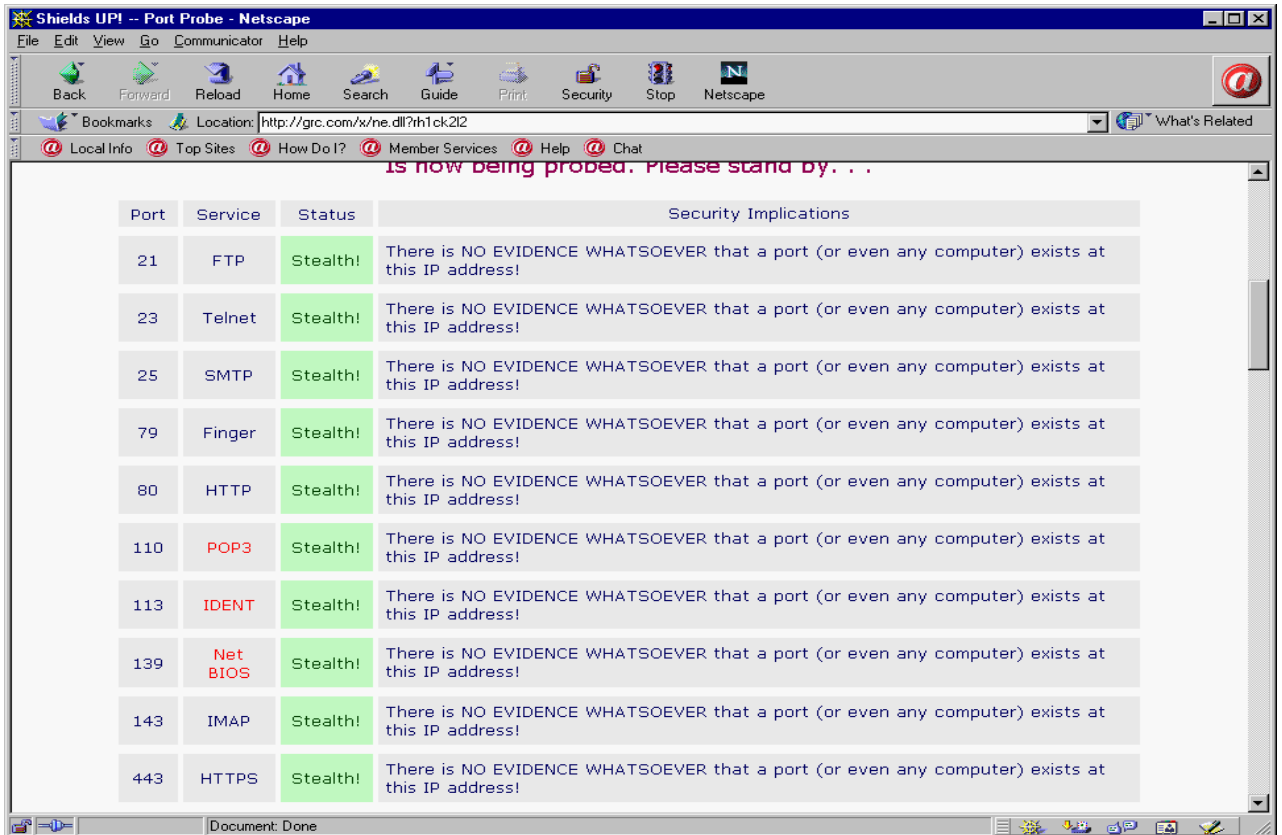 Shields UP! -- Port Probe - Netscape
File Edit View Go Communicator Help
Back Forward Reload Home Search Guide Print Security Stop Netscape
N
Bookmarks Location: http://grc.com/x/ne.dll?rh1ck2l2 What's Related
Local Info Top Sites How Do I? Member Services Help Chat
Is now being probed. Please stand by. . .
Port Service Status Security Implications
21 FTP Stealth! There is NO EVIDENCE WHATSOEVER that a port (or even any computer) exists at
this IP address!
23 Telnet Stealth! There is NO EVIDENCE WHATSOEVER that a port (or even any computer) exists at
this IP address!
25 SMTP Stealth! There is NO EVIDENCE WHATSOEVER that a port (or even any computer) exists at
this IP address!
79 Finger Stealth! There is NO EVIDENCE WHATSOEVER that a port (or even any computer) exists at
this IP address!
80 HTTP Stealth! There is NO EVIDENCE WHATSOEVER that a port (or even any computer) exists at
this IP address!
110 POP3 Stealth! There is NO EVIDENCE WHATSOEVER that a port (or even any computer) exists at
this IP address!
113 IDENT Stealth! There is NO EVIDENCE WHATSOEVER that a port (or even any computer) exists at
this IP address!
139 Net BIOS Stealth! There is NO EVIDENCE WHATSOEVER that a port (or even any computer) exists at
this IP address!
143 IMAP Stealth! There is NO EVIDENCE WHATSOEVER that a port (or even any computer) exists at
this IP address!
443 HTTPS Stealth! There is NO EVIDENCE WHATSOEVER that a port (or even any computer) exists at
this IP address!
Document: Done